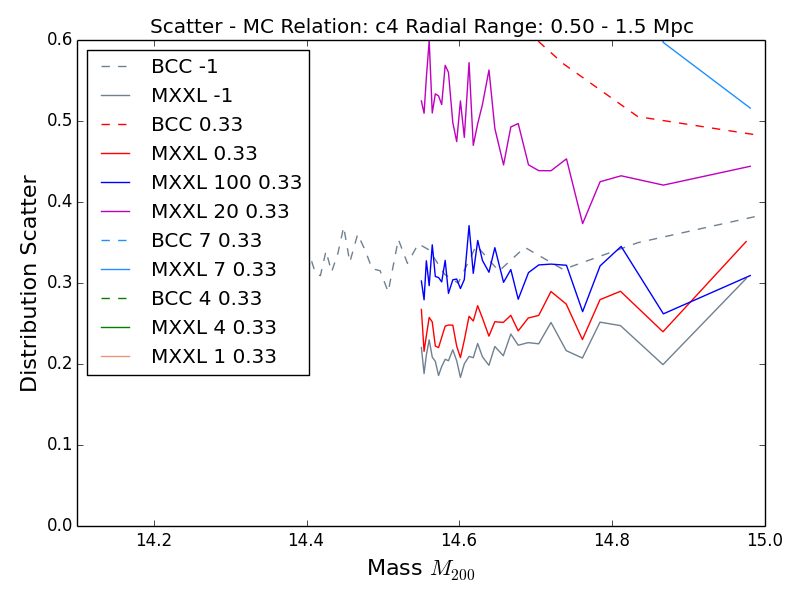 Scatter - MC Relation: c4 Radial Range: 0.50 - 1.5 Mpc
0.6
0.5
0.4
0.3
0.2
0.1
0.0
Distribution Scatter
BCC -1
MXXL -1
BCC 0.33
MXXL 0.33
MXXL 100 0.33
MXXL 20 0.33
BCC 7 0.33
MXXL 7 0.33
BCC 4 0.33
MXXL 4 0.33
MXXL 1 0.33
14.2 14.4 14.6 14.8 15.0
Mass $M_{200}$